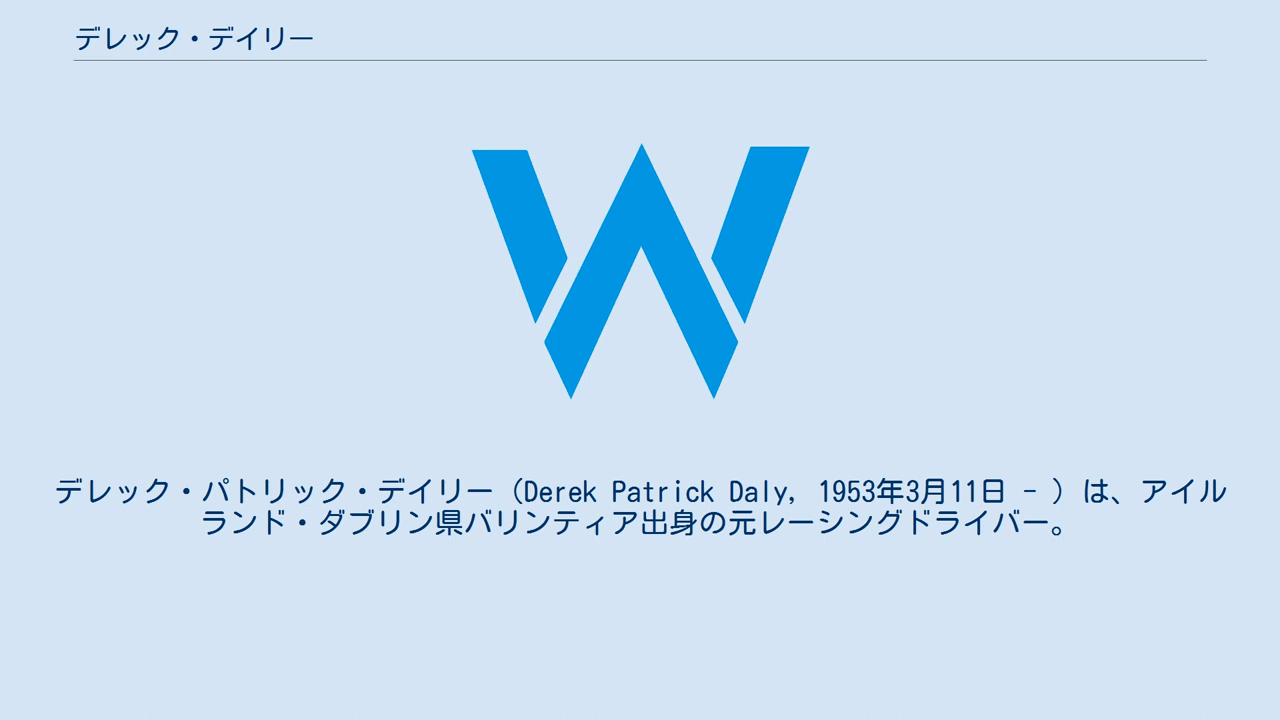 デレック・デイリー
デレック・パトリック・デイリー（Derek Patrick Daly, 1953年3月11日 - ）は、アイル
ランド・ダブリン県バリンティア出身の元レーシングドライバー。